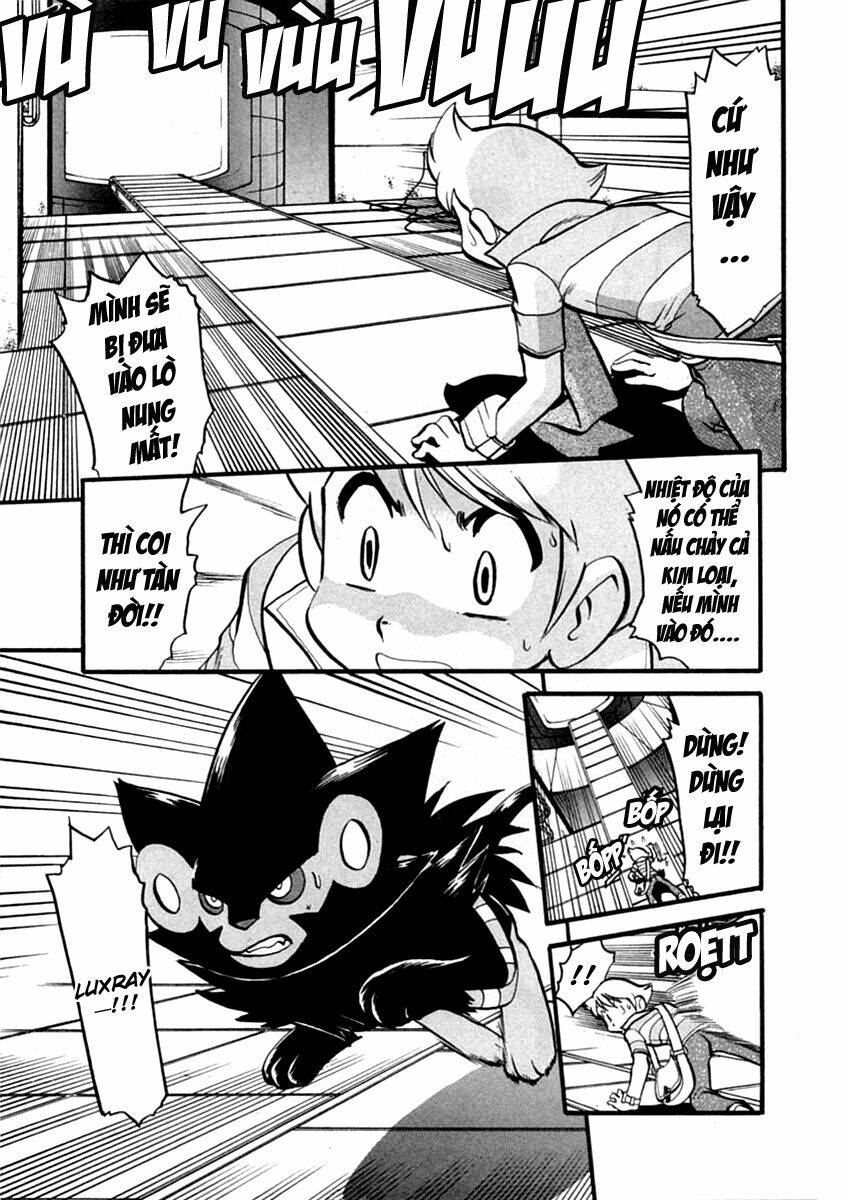 VUUU
VÙU
VU
VÙ
CỨ
NHƯ
VẬY
...
MÌNH SẼ
BỊ ĐƯA
VÀO LÒ
NUNG
MẤT!
NHIỆT ĐỘ CỦA
NÓ CÓ THỂ
NẤU CHẢY CẢ
KIM LOẠI,
NẾU MÌNH
VÀO ĐÓ....
THÌ COI
NHƯ TÀN
ĐỜI!!
DỪNG!
DỪNG
LẠI
ĐI!!
BỐP
BỐPP
ROẸTT
!!
LUXRAY
—!!!